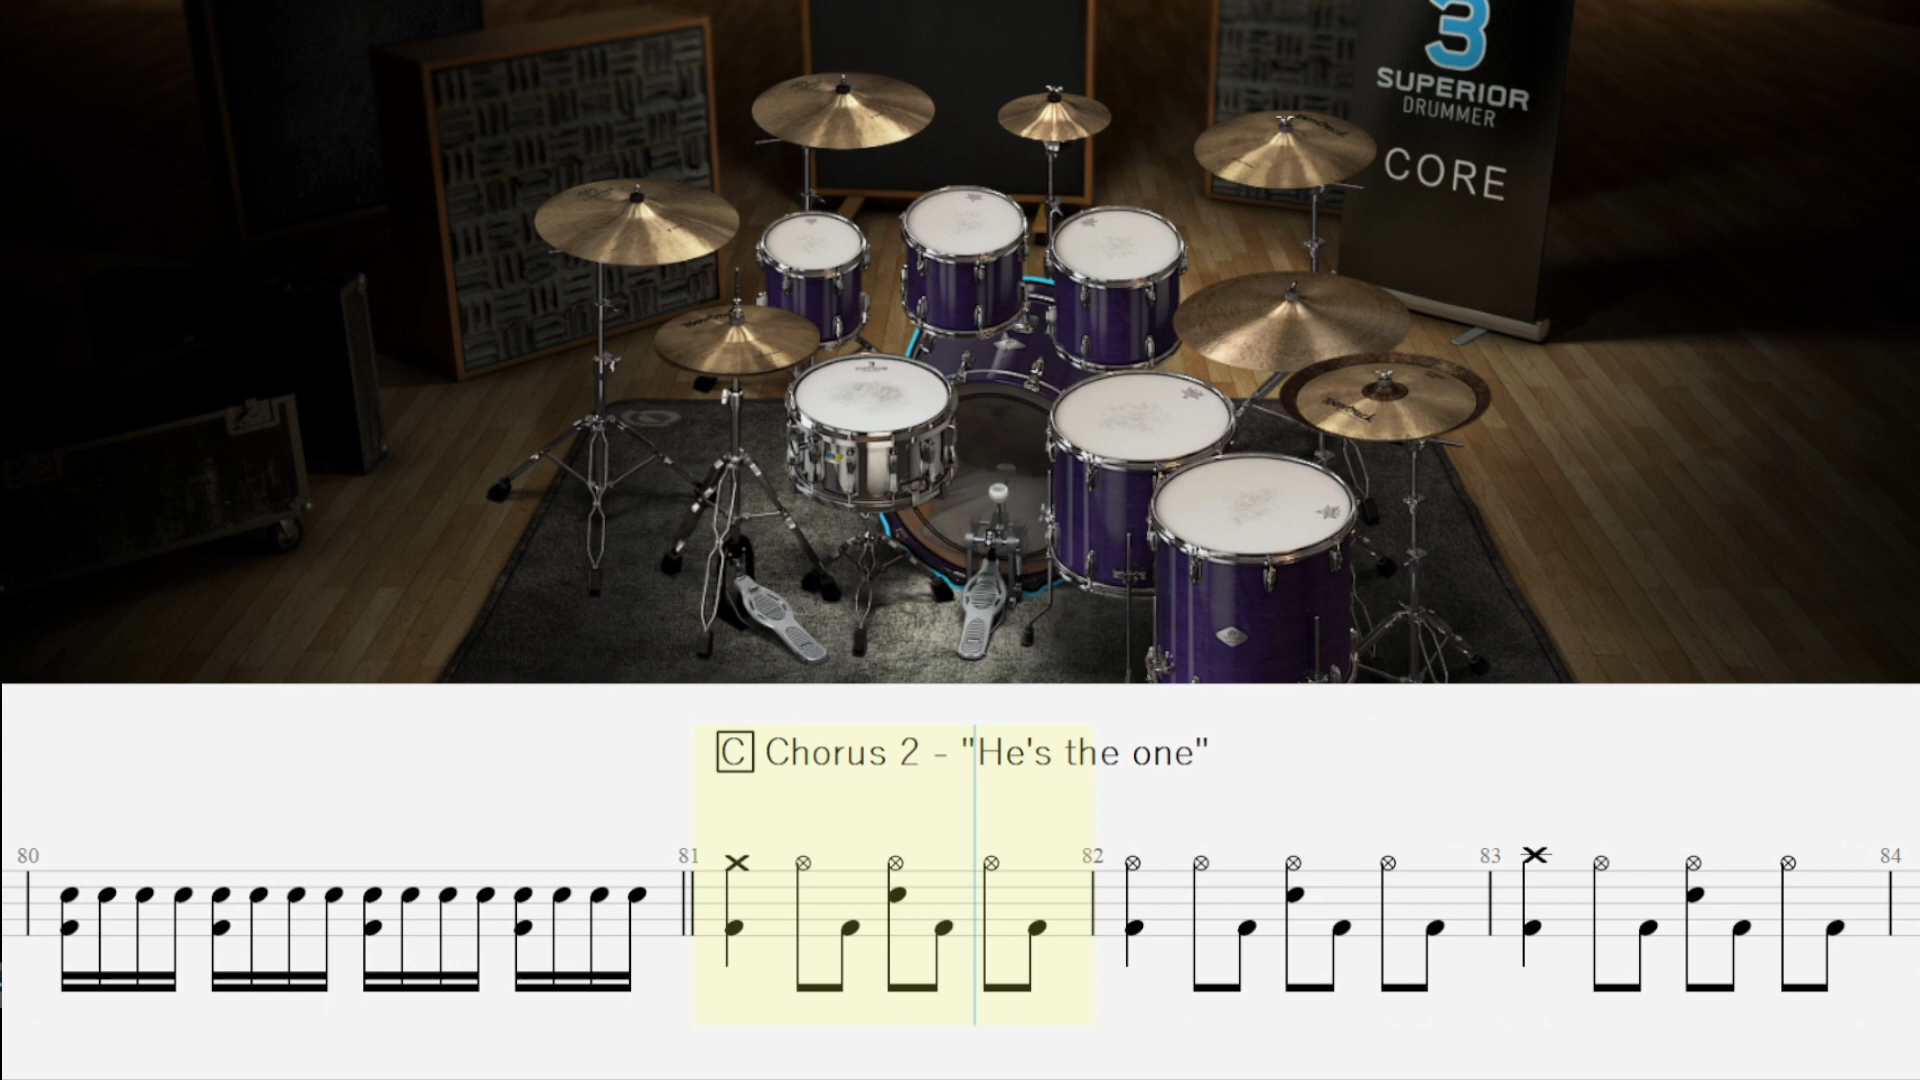 3
SUPERIOR
DRUMMER
CORE
C Chorus 2 - "He's the one"
80
81
82
83
84